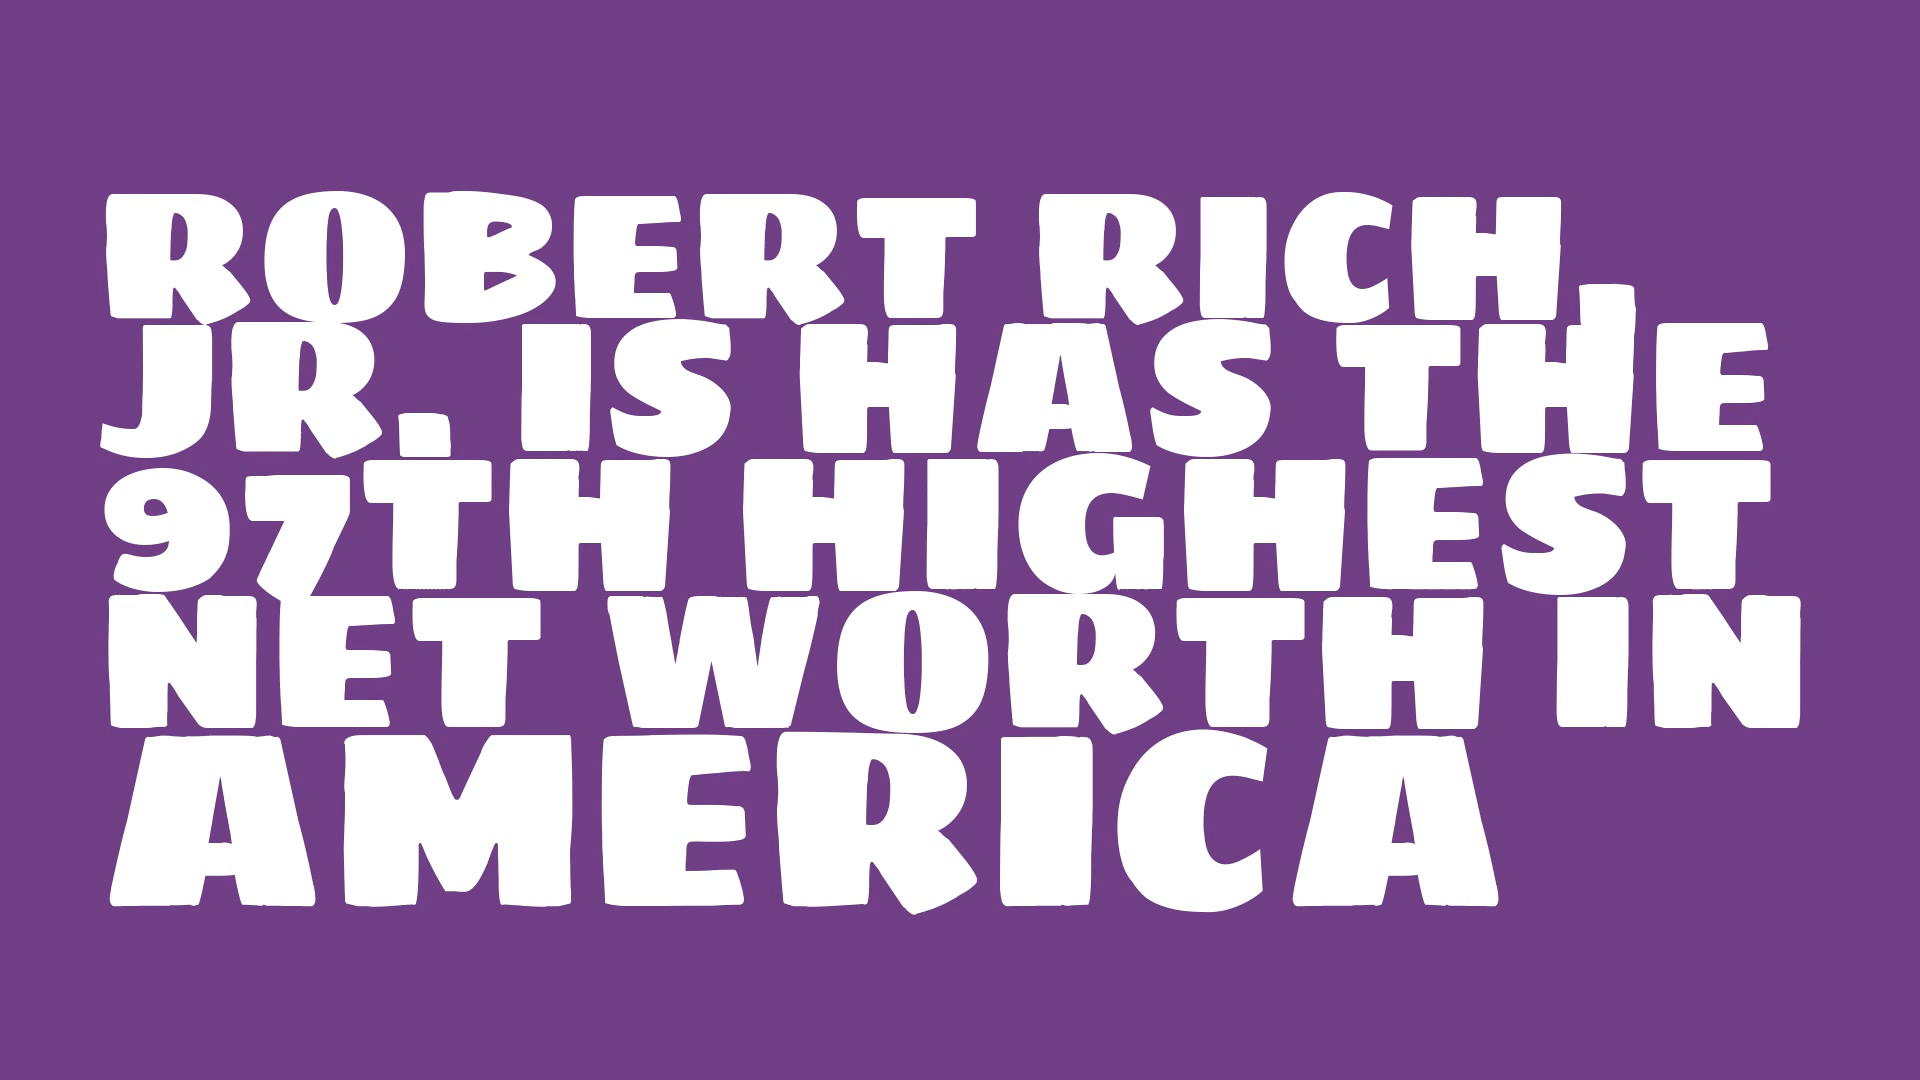 ROBERT RICH,
JR. IS HAS THE
97TH HIGHEST
NET WORTH IN
AMERICA